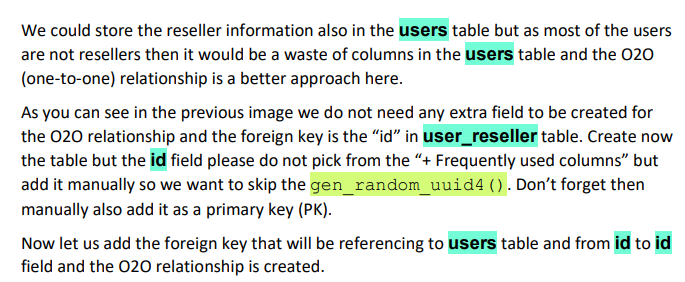 We could store the reseller information also in the users table but as most of the users
are not resellers then it would be a waste of columns in the users table and the O2O
(one-to-one) relationship is a better approach here.
As you can see in the previous image we do not need any extra field to be created for
the O2O relationship and the foreign key is the “id” in user_reseller table. Create now
the table but the id field please do not pick from the “+ Frequently used columns” but
add it manually so we want to skip the gen_random_uuid4(). Don’t forget then
manually also add it as a primary key (PK).
Now let us add the foreign key that will be referencing to users table and from id to id
field and the O2O relationship is created.